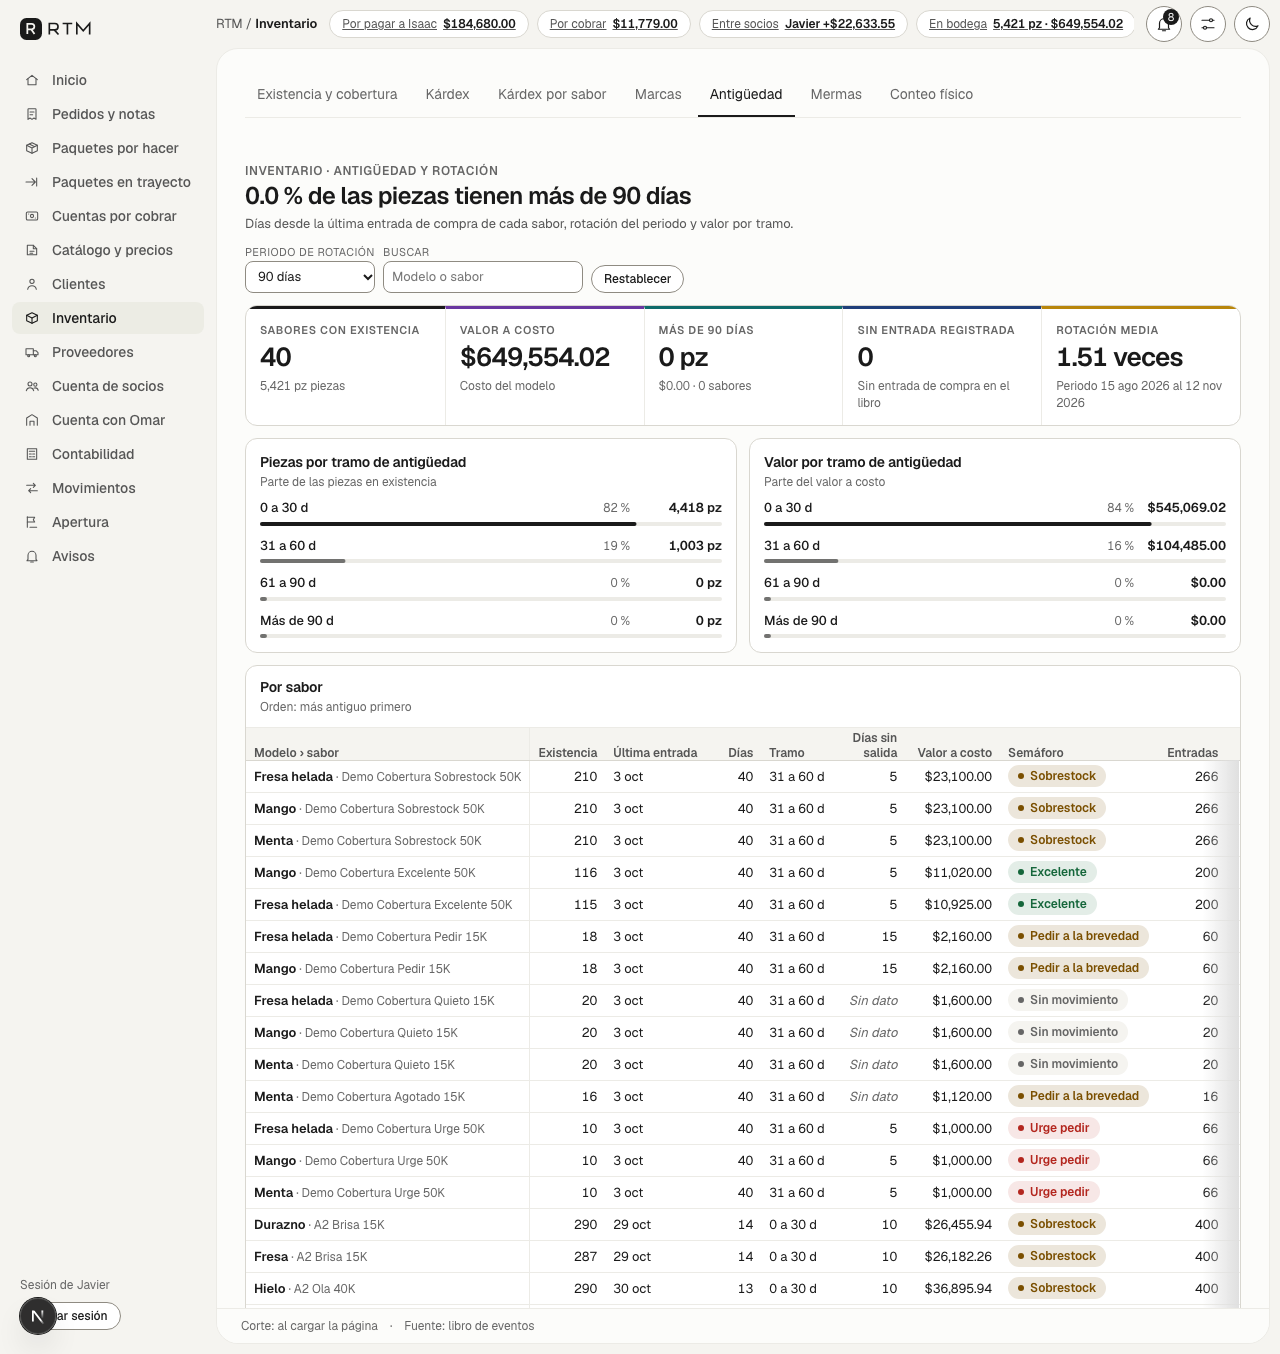 R RTM
RTM / Inventario
Por pagar a Isaac $184,680.00
Por cobrar $11,779.00
Entre socios Javier +$22,633.55
En bodega 5,421 pz · $649,554.02
8
Inicio
Pedidos y notas
Paquetes por hacer
Paquetes en trayecto
Cuentas por cobrar
Catálogo y precios
Clientes
Inventario
Proveedores
Cuenta de socios
Cuenta con Omar
Contabilidad
Movimientos
Apertura
Avisos
Sesión de Javier
N ar sesión
Existencia y cobertura Kárdex Kárdex por sabor Marcas Antigüedad Mermas Conteo físico
INVENTARIO · ANTIGÜEDAD Y ROTACIÓN
0.0 % de las piezas tienen más de 90 días
Días desde la última entrada de compra de cada sabor, rotación del periodo y valor por tramo.
PERIODO DE ROTACIÓN BUSCAR
90 días Modelo o sabor Restablecer
SABORES CON EXISTENCIA
40
5,421 pz piezas
VALOR A COSTO
$649,554.02
Costo del modelo
MÁS DE 90 DÍAS
0 pz
$0.00 · 0 sabores
SIN ENTRADA REGISTRADA
0
Sin entrada de compra en el
libro
ROTACIÓN MEDIA
1.51 veces
Periodo 15 ago 2026 al 12 nov
2026
Piezas por tramo de antigüedad
Parte de las piezas en existencia
0 a 30 d 82 % 4,418 pz
31 a 60 d 19 % 1,003 pz
61 a 90 d 0 % 0 pz
Más de 90 d 0 % 0 pz
Valor por tramo de antigüedad
Parte del valor a costo
0 a 30 d 84 % $545,069.02
31 a 60 d 16 % $104,485.00
61 a 90 d 0 % $0.00
Más de 90 d 0 % $0.00
Por sabor
Orden: más antiguo primero
Modelo › sabor Existencia Última entrada Días Tramo Días sin salida Valor a costo Semáforo Entradas
Fresa helada · Demo Cobertura Sobrestock 50K 210 3 oct 40 31 a 60 d 5 $23,100.00 Sobrestock 266
Mango · Demo Cobertura Sobrestock 50K 210 3 oct 40 31 a 60 d 5 $23,100.00 Sobrestock 266
Menta · Demo Cobertura Sobrestock 50K 210 3 oct 40 31 a 60 d 5 $23,100.00 Sobrestock 266
Mango · Demo Cobertura Excelente 50K 116 3 oct 40 31 a 60 d 5 $11,020.00 Excelente 200
Fresa helada · Demo Cobertura Excelente 50K 115 3 oct 40 31 a 60 d 5 $10,925.00 Excelente 200
Fresa helada · Demo Cobertura Pedir 15K 18 3 oct 40 31 a 60 d 15 $2,160.00 Pedir a la brevedad 60
Mango · Demo Cobertura Pedir 15K 18 3 oct 40 31 a 60 d 15 $2,160.00 Pedir a la brevedad 60
Fresa helada · Demo Cobertura Quieto 15K 20 3 oct 40 31 a 60 d Sin dato $1,600.00 Sin movimiento 20
Mango · Demo Cobertura Quieto 15K 20 3 oct 40 31 a 60 d Sin dato $1,600.00 Sin movimiento 20
Menta · Demo Cobertura Quieto 15K 20 3 oct 40 31 a 60 d Sin dato $1,600.00 Sin movimiento 20
Menta · Demo Cobertura Agotado 15K 16 3 oct 40 31 a 60 d Sin dato $1,120.00 Pedir a la brevedad 16
Fresa helada · Demo Cobertura Urge 50K 10 3 oct 40 31 a 60 d 5 $1,000.00 Urge pedir 66
Mango · Demo Cobertura Urge 50K 10 3 oct 40 31 a 60 d 5 $1,000.00 Urge pedir 66
Menta · Demo Cobertura Urge 50K 10 3 oct 40 31 a 60 d 5 $1,000.00 Urge pedir 66
Durazno · A2 Brisa 15K 290 29 oct 14 0 a 30 d 10 $26,455.94 Sobrestock 400
Fresa · A2 Brisa 15K 287 29 oct 14 0 a 30 d 10 $26,182.26 Sobrestock 400
Hielo · A2 Ola 40K 290 30 oct 13 0 a 30 d 10 $36,895.94 Sobrestock 400
Corte: al cargar la página · Fuente: libro de eventos